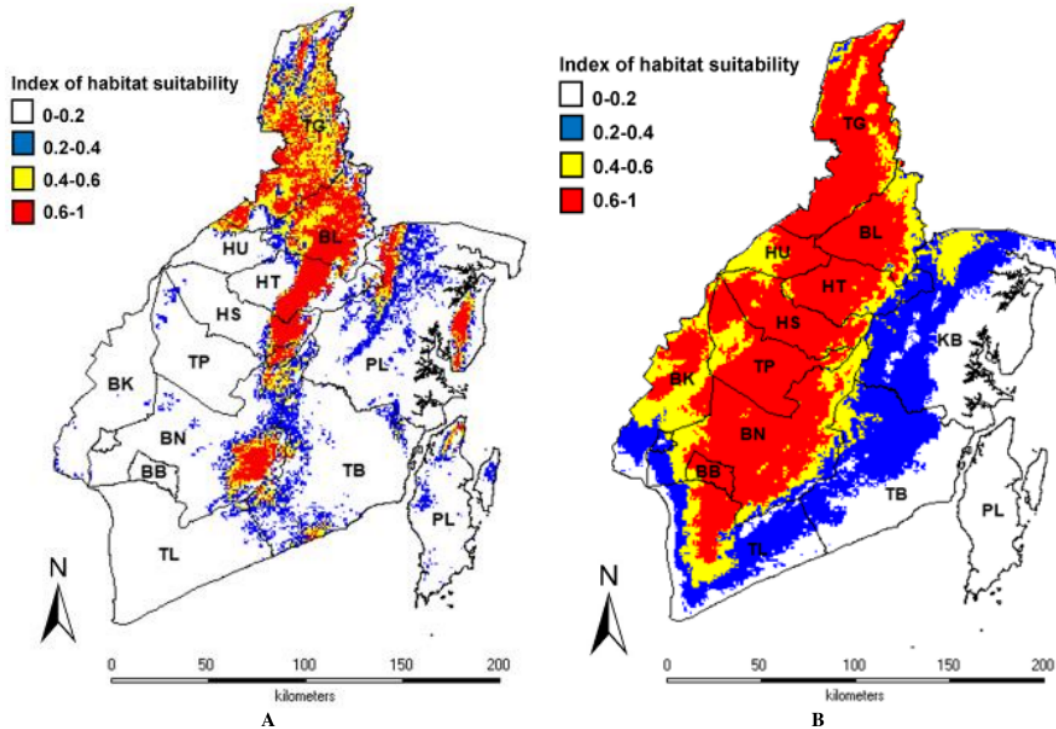 Index of habitat suitability
0-0.2
0.2-0.4
0.4-0.6
0.6-1
TG
BL
HU
HT
HS
TP
PL
BK
BN
BB
TB
PL
TL
N
0 50 100 150 200
kilometers
A
Index of habitat suitability
0-0.2
0.2-0.4
0.4-0.6
0.6-1
TG
BL
HU
HT
HS
KB
TP
BK
BN
BB
TB
PL
TL
N
0 50 100 150 200
kilometers
B